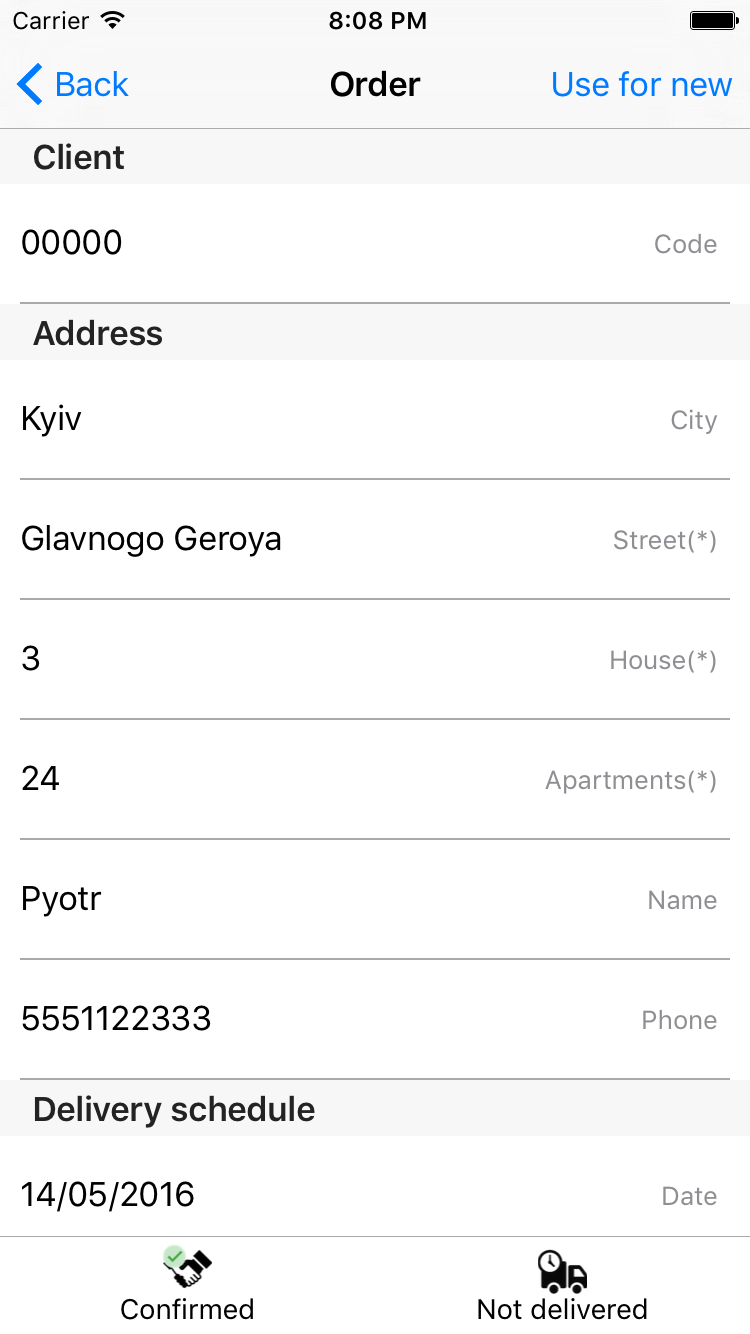 Carrier 8:08 PM
Back Order Use for new
Client
00000 Code
Address
Kyiv City
Glavnogo Geroya Street(*)
3 House(*)
24 Apartments(*)
Pyotr Name
5551122333 Phone
Delivery schedule
14/05/2016 Date
Confirmed Not delivered